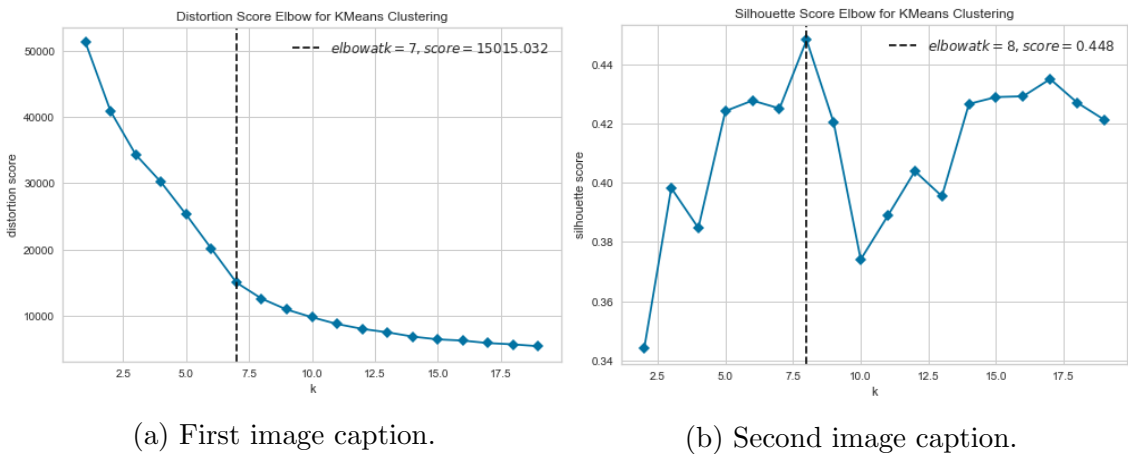 Distortion Score Elbow for KMeans Clustering
elbowatk = 7, score = 15015.032
distortion score
50000
40000
30000
20000
10000
2.5 5.0 7.5 10.0 12.5 15.0 17.5
k
(a) First image caption.
Silhouette Score Elbow for KMeans Clustering
elbowatk = 8, score = 0.448
silhouette score
0.44
0.42
0.40
0.38
0.36
0.34
2.5 5.0 7.5 10.0 12.5 15.0 17.5
k
(b) Second image caption.